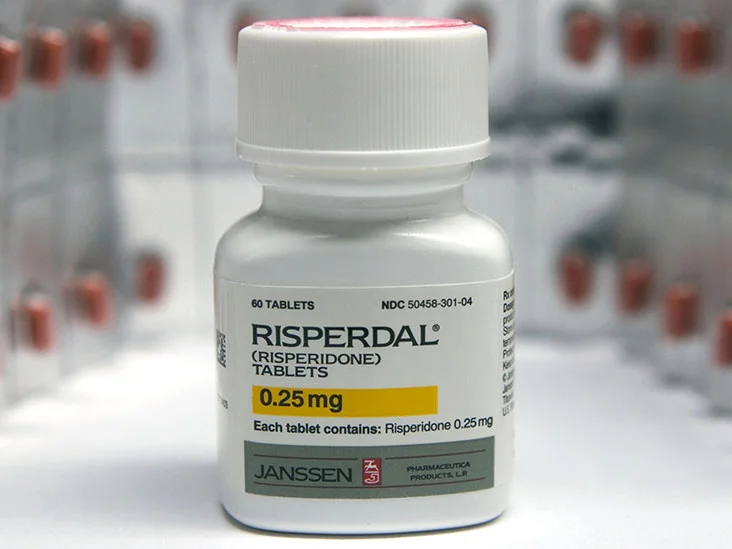 60 TABLETS NDC 50458-301-04
RISPERDAL®
(RISPERIDONE)
TABLETS
0.25 mg
Each tablet contains: Risperidone 0.25 mg
JANSSEN
PHARMACEUTICA
PRODUCTS, L.P.